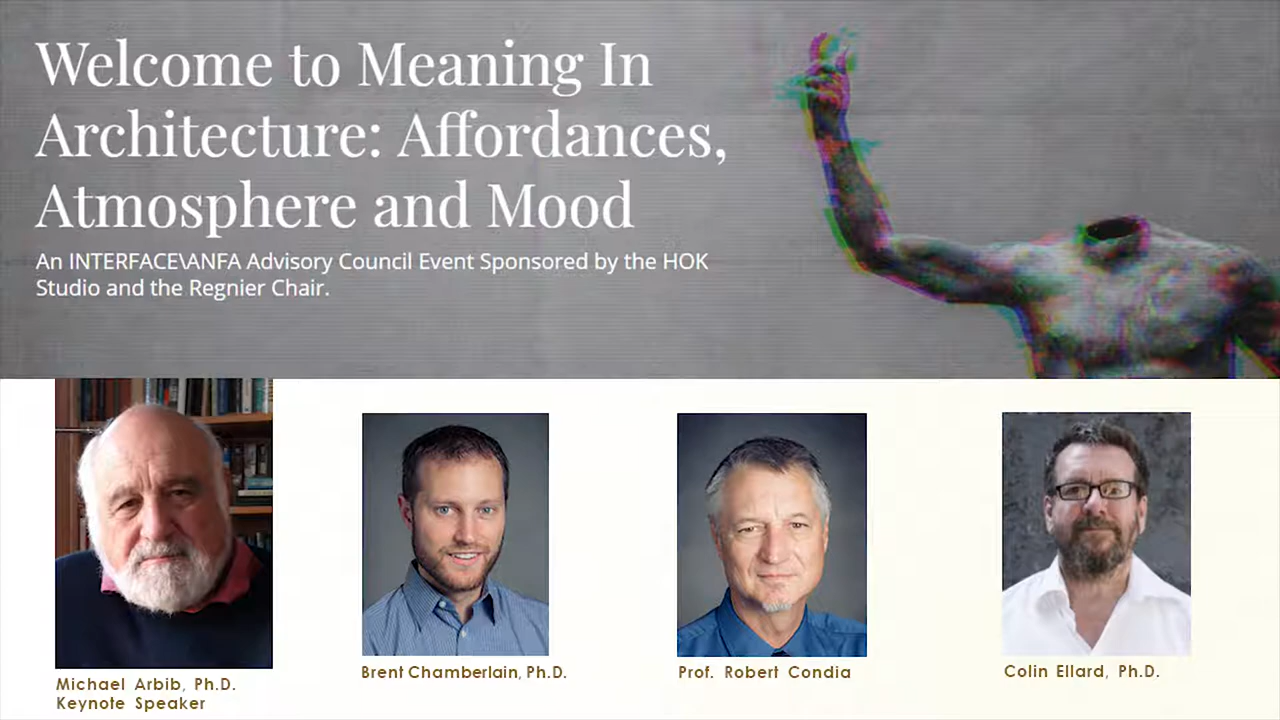 Welcome to Meaning In
Architecture: Affordances,
Atmosphere and Mood
An INTERFACE\ANFA Advisory Council Event Sponsored by the HOK
Studio and the Regnier Chair.
Michael Arbib, Ph.D.
Keynote Speaker
Brent Chamberlain, Ph.D.
Prof. Robert Condia
Colin Ellard, Ph.D.